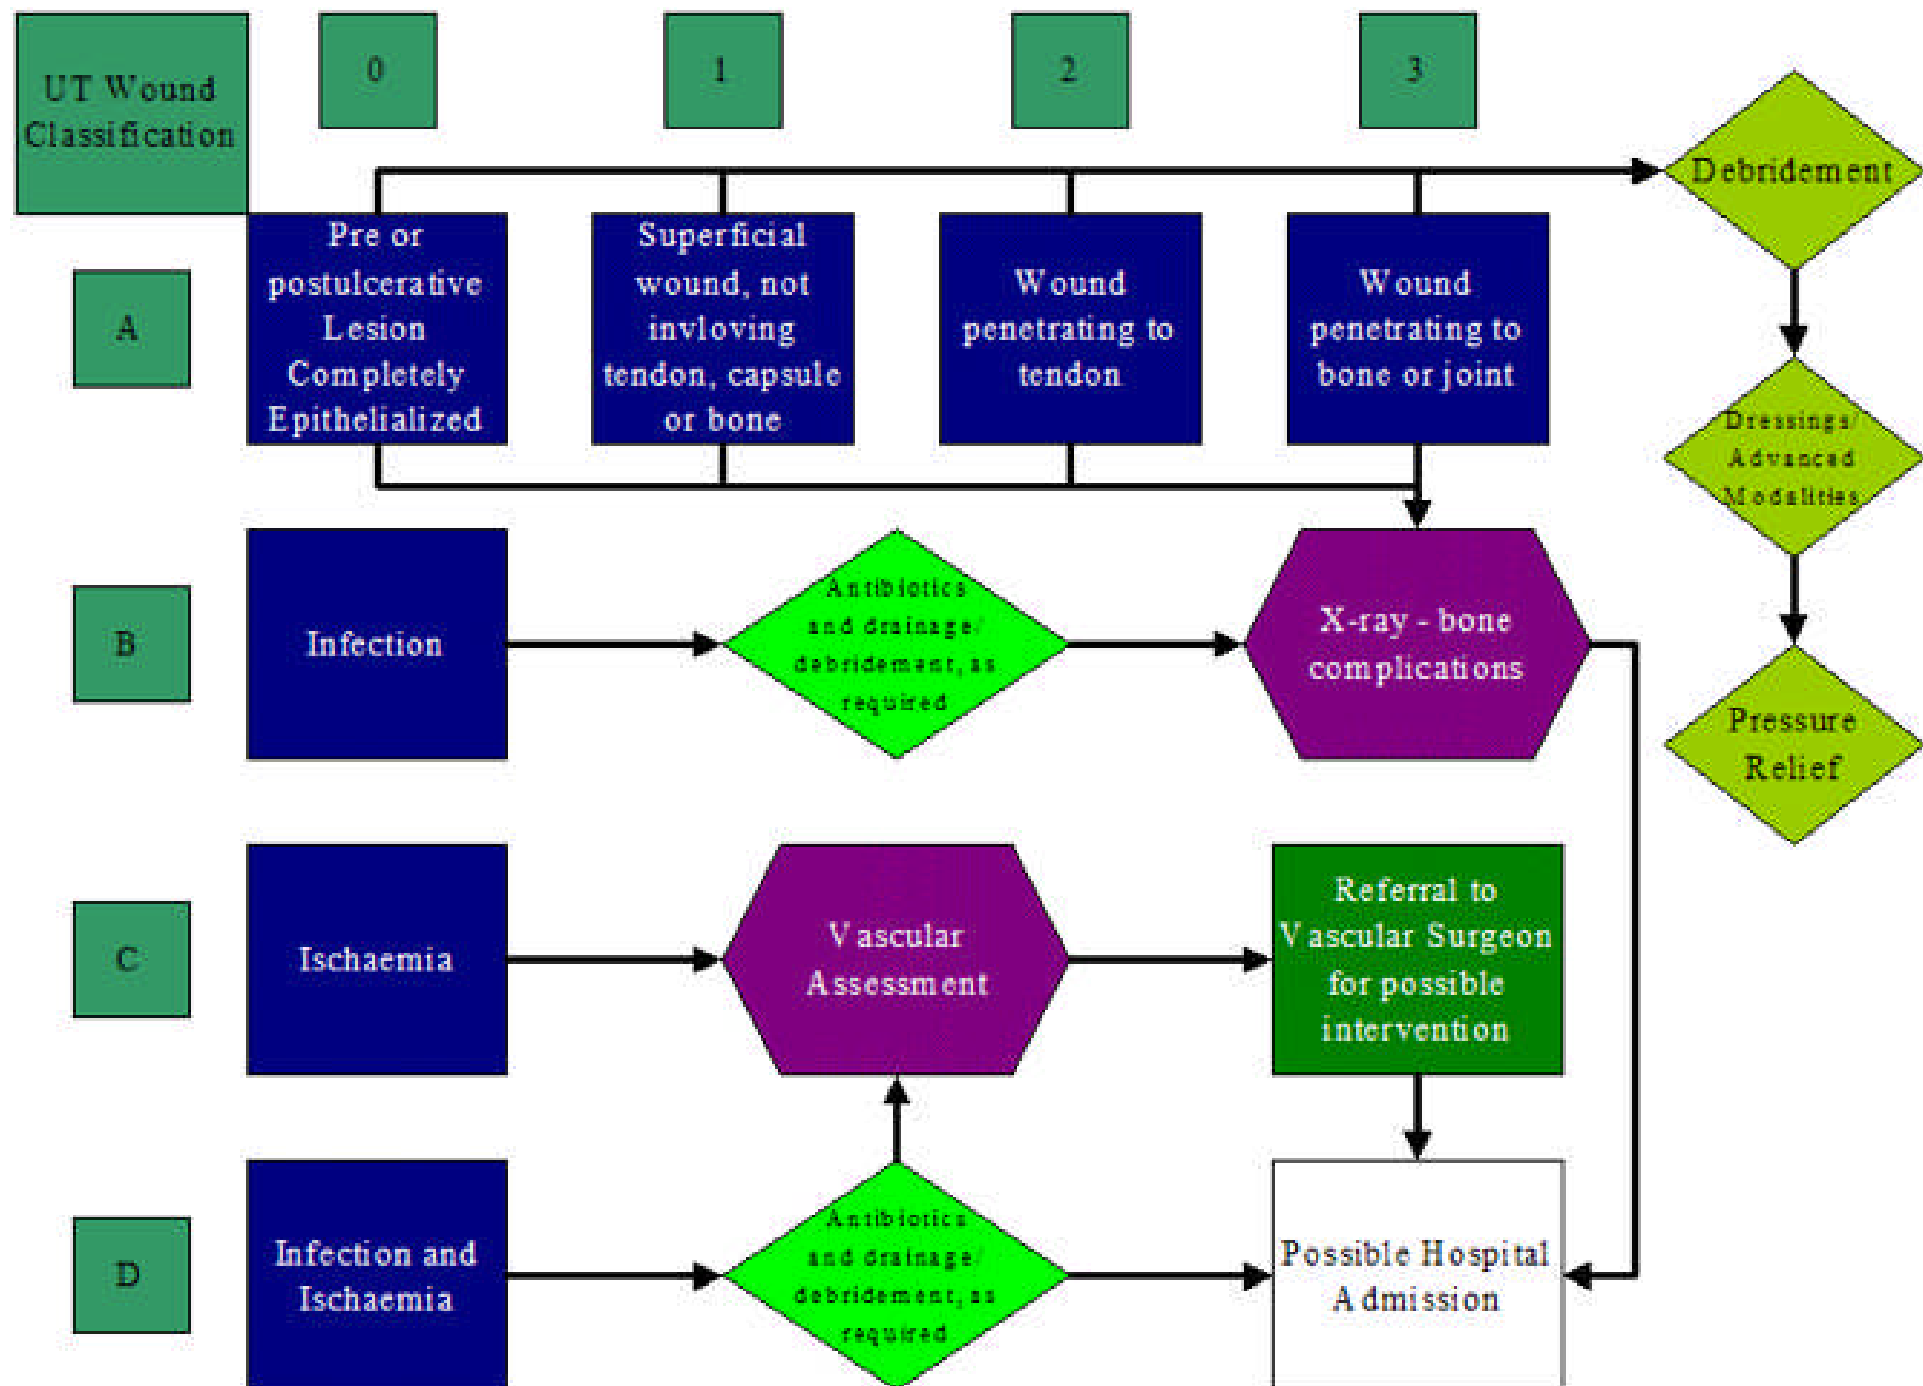 UT Wound
Classification
0
1
2
3
Debridement
A
Pre or
postulcerative
Lesion
Completely
Epithelialized
Superficial
wound, not
invloving
tendon, capsule
or bone
Wound
penetrating to
tendon
Wound
penetrating to
bone or joint
Dressings/
Advanced
Modalities
B
Infection
Antibiotics
and drainage/
debridement, as
required
X-ray - bone
complications
Pressure
Relief
C
Ischaemia
Vascular
Assessment
Referral to
Vascular Surgeon
for possible
intervention
D
Infection and
Ischaemia
Antibiotics
and drainage/
debridement, as
required
Possible Hospital
Admission